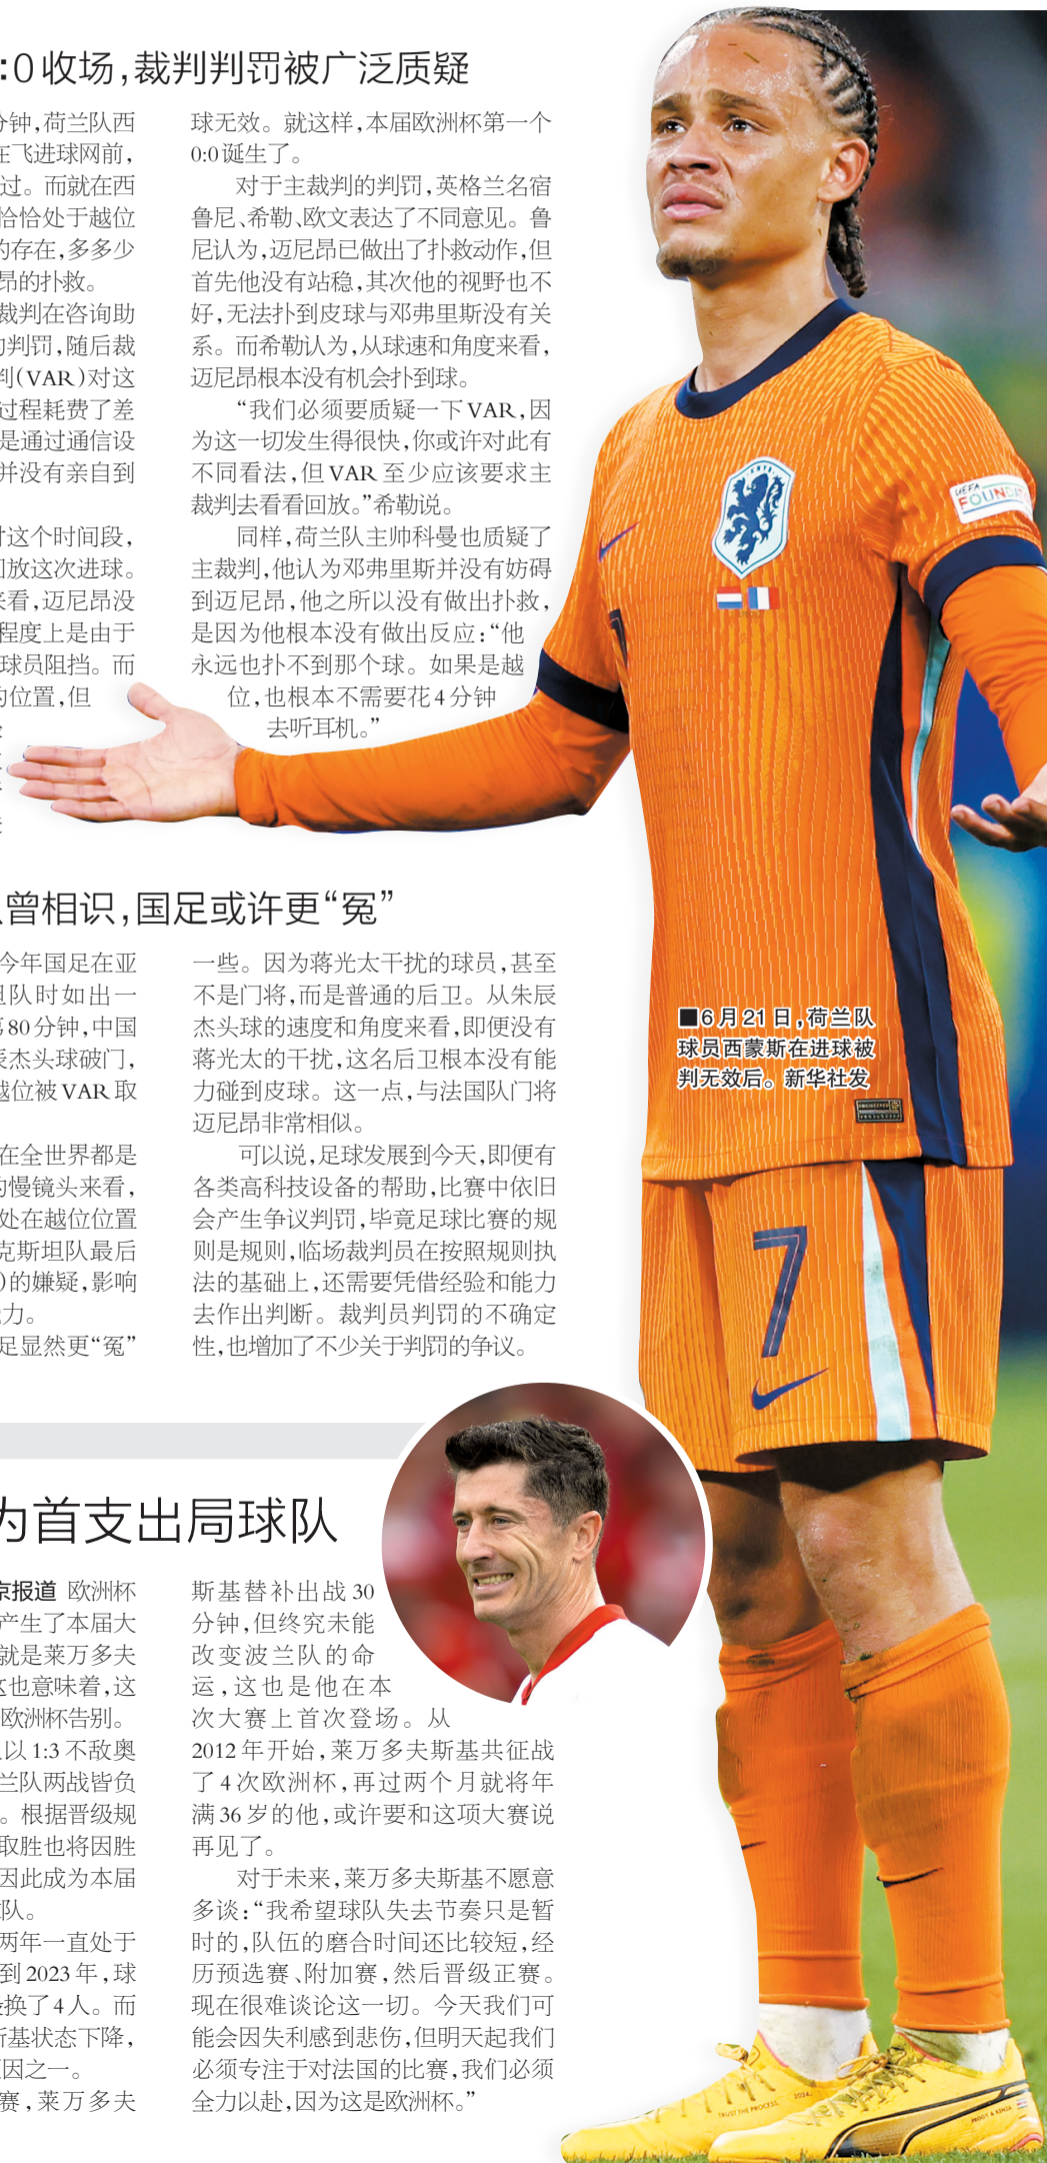 :0收场,裁判判罚被广泛质疑
分钟,荷兰队西
在飞进球网前,
过。而就在西
恰恰处于越位
的存在,多多少
昂的扑救。
裁判在咨询助
的判罚,随后裁
判(VAR)对这
过程耗费了差
是通过通信设
并没有亲自到
时这个时间段,
回放这次进球。
来看,迈尼昂没
程度上是由于
球员阻挡。而
的位置,但
球无效。就这样,本届欧洲杯第一个
0:0诞生了。
对于主裁判的判罚,英格兰名宿
鲁尼、希勒、欧文表达了不同意见。鲁
尼认为,迈尼昂已做出了扑救动作,但
首先他没有站稳,其次他的视野也不
好,无法扑到皮球与邓弗里斯没有关
系。而希勒认为,从球速和角度来看,
迈尼昂根本没有机会扑到球。
“我们必须要质疑一下VAR,因
为这一切发生得很快,你或许对此有
不同看法,但VAR至少应该要求主
裁判去看看回放。”希勒说。
同样,荷兰队主帅科曼也质疑了
主裁判,他认为邓弗里斯并没有妨碍
到迈尼昂,他之所以没有做出扑救,
是因为他根本没有做出反应:“他
永远也扑不到那个球。如果是越
位,也根本不需要花4分钟
去听耳机。”
曾相识,国足或许更“冤”
今年国足在亚
坦队时如出一
第80分钟,中国
辰杰头球破门,
越位被VAR取
在全世界都是
的慢镜头来看,
处在越位位置
克斯坦队最后
)的嫌疑,影响
力。
足显然更“冤”
一些。因为蒋光太干扰的球员,甚至
不是门将,而是普通的后卫。从朱辰
杰头球的速度和角度来看,即便没有
蒋光太的干扰,这名后卫根本没有能
力碰到皮球。这一点,与法国队门将
迈尼昂非常相似。
可以说,足球发展到今天,即便有
各类高科技设备的帮助,比赛中依旧
会产生争议判罚,毕竟足球比赛的规
则是规则,临场裁判员在按照规则执
法的基础上,还需要凭借经验和能力
去作出判断。裁判员判罚的不确定
性,也增加了不少关于判罚的争议。
■6月21日,荷兰队
球员西蒙斯在进球被
判无效后。新华社发
UEFA
FOUNDAT
7
为首支出局球队
京报道 欧洲杯
产生了本届大
就是莱万多夫
这也意味着,这
欧洲杯告别。
以1:3不敌奥
兰队两战皆负
。根据晋级规
取胜也将因胜
因此成为本届
队。
两年一直处于
到2023年,球
换了4人。而
斯基状态下降,
因之一。
赛,莱万多夫
斯基替补出战30
分钟,但终究未能
改变波兰队的命
运,这也是他在本
次大赛上首次登场。从
2012年开始,莱万多夫斯基共征战
了4次欧洲杯,再过两个月就将年
满36岁的他,或许要和这项大赛说
再见了。
对于未来,莱万多夫斯基不愿意
多谈:“我希望球队失去节奏只是暂
时的,队伍的磨合时间还比较短,经
历预选赛、附加赛,然后晋级正赛。
现在很难谈论这一切。今天我们可
能会因失利感到悲伤,但明天起我们
必须专注于对法国的比赛,我们必须
全力以赴,因为这是欧洲杯。”
TRUST THE PROCESS.
2024